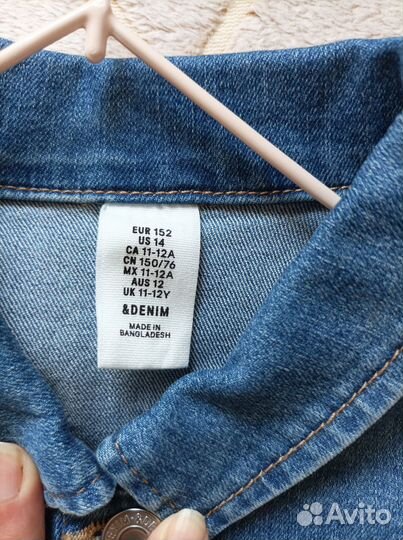 EUR 152
US 14
CA 11-12A
CN 150/76
MX 11-12A
AUS 12
UK 11-12Y
&DENIM
MADE IN
BANGLADESH
Avito